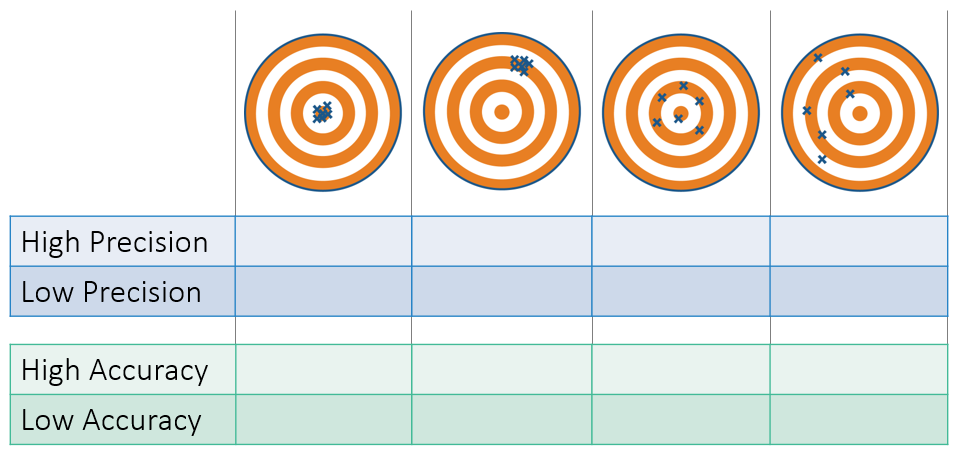 High Precision
Low Precision
High Accuracy
Low Accuracy